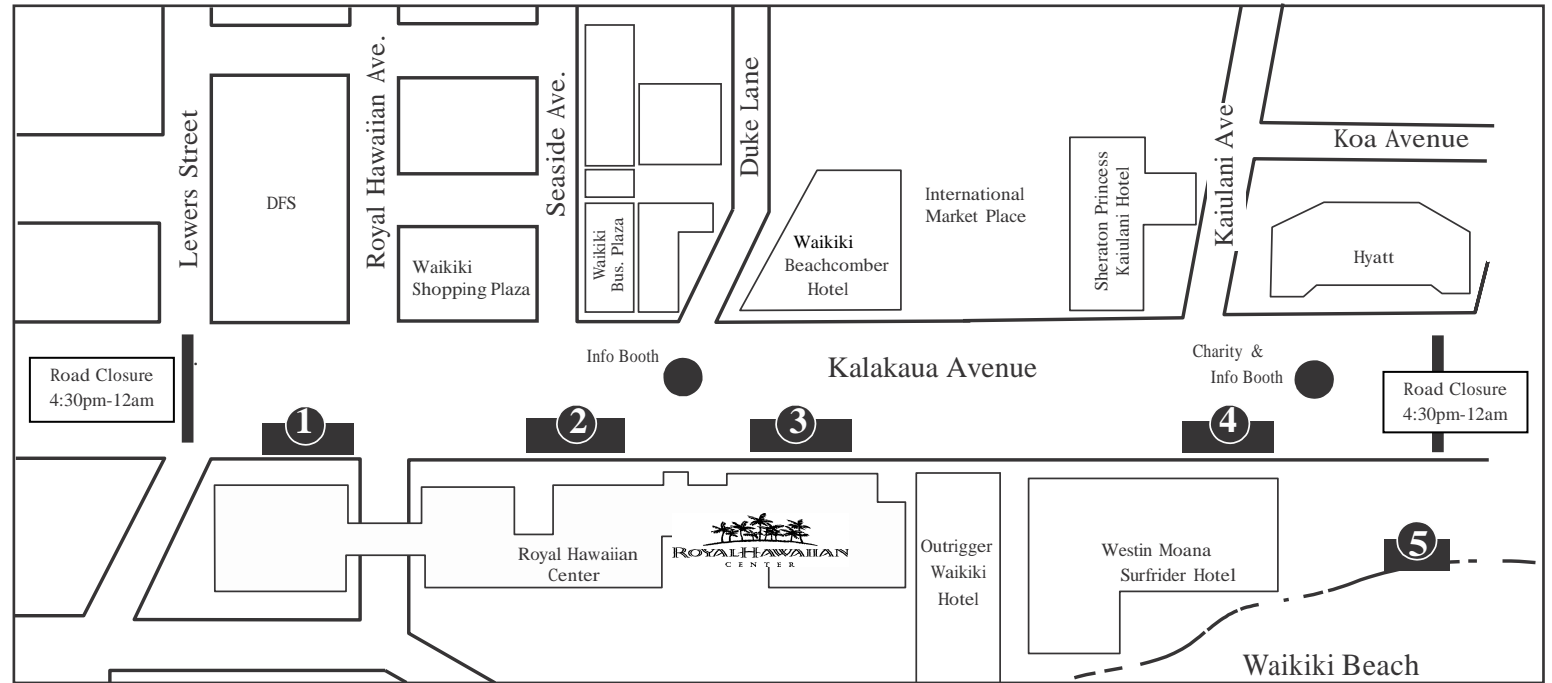 Lewers Street
Royal Hawaiian Ave.
Seaside Ave.
Duke Lane
Kaiulani Ave
Koa Avenue
DFS
Waikiki
Shopping Plaza
Waikiki
Bus. Plaza
Waikiki
Beachcomber
Hotel
International
Market Place
Sheraton Princess
Kaiulani Hotel
Hyatt
Road Closure
4:30pm-12am
Info Booth
Kalakaua Avenue
Charity &
Info Booth
Road Closure
4:30pm-12am
1
2
3
4
5
Royal Hawaiian
Center
ROYAL HAWAIIAN
CENTER
Outrigger
Waikiki
Hotel
Westin Moana
Surfrider Hotel
Waikiki Beach